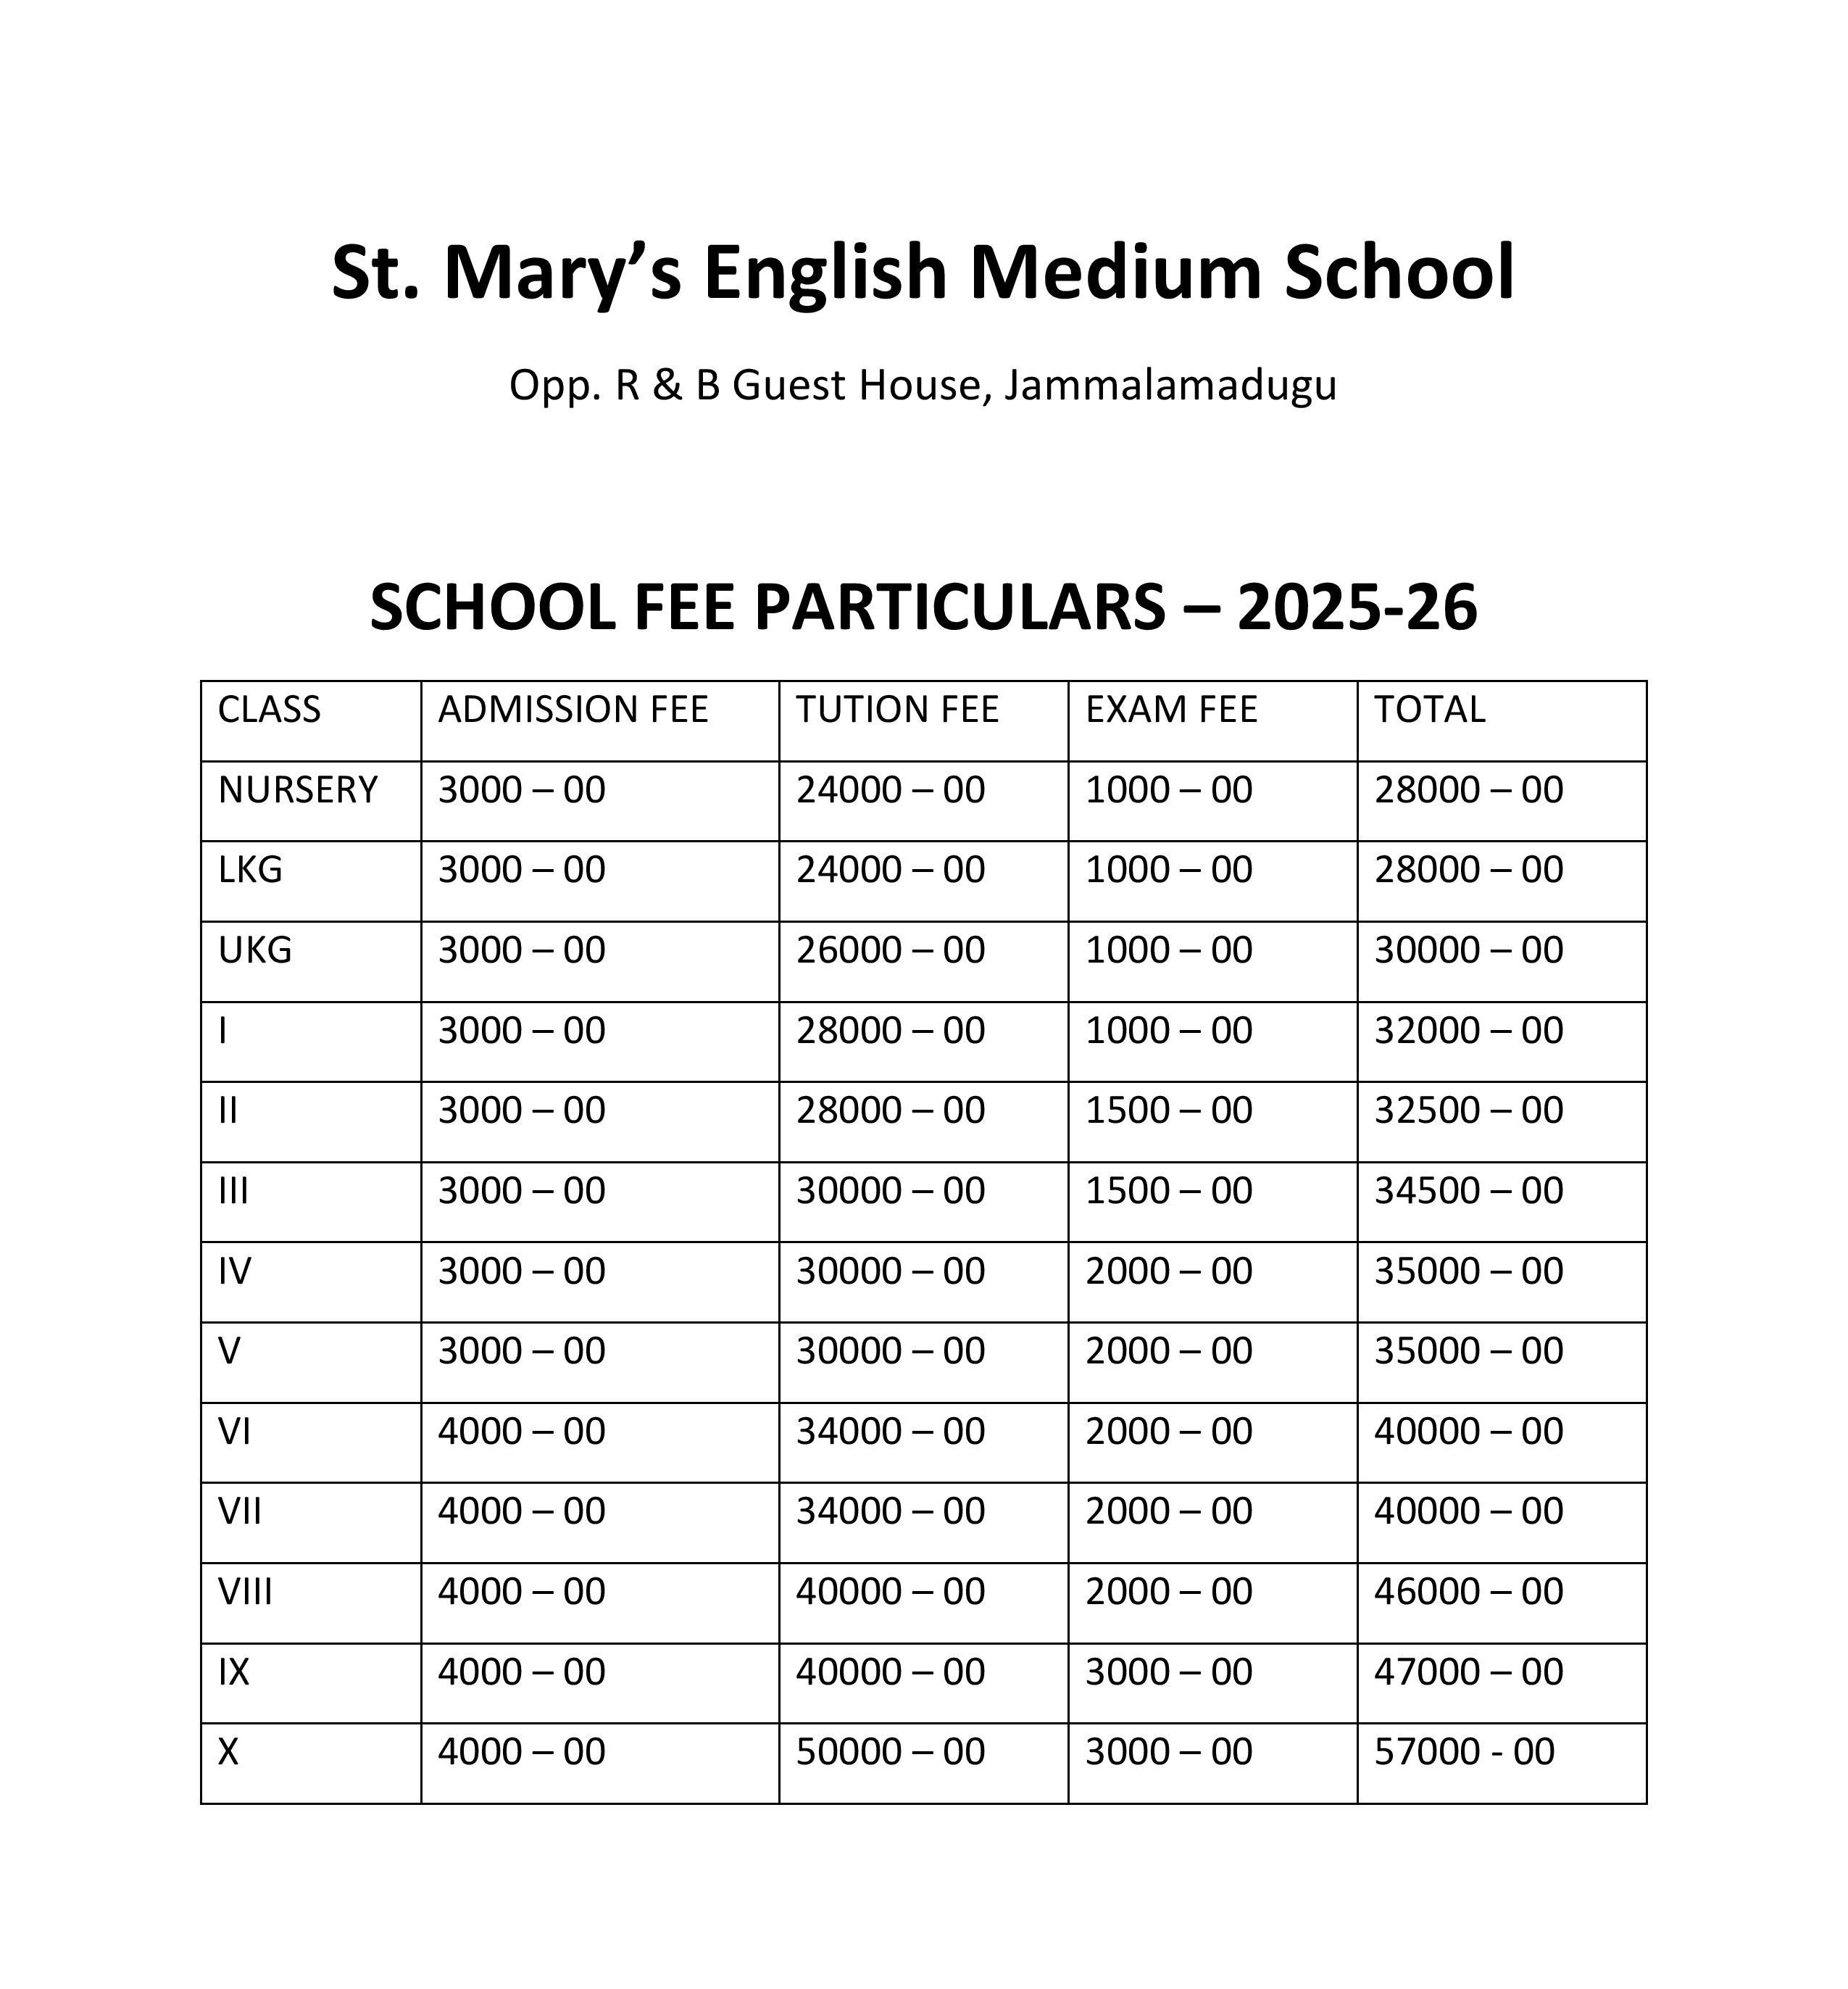 St. Mary’s English Medium School
Opp. R & B Guest House, Jammalamadugu
SCHOOL FEE PARTICULARS – 2025-26
CLASS ADMISSION FEE TUTION FEE EXAM FEE TOTAL
NURSERY 3000 – 00 24000 – 00 1000 – 00 28000 – 00
LKG 3000 – 00 24000 – 00 1000 – 00 28000 – 00
UKG 3000 – 00 26000 – 00 1000 – 00 30000 – 00
I 3000 – 00 28000 – 00 1000 – 00 32000 – 00
II 3000 – 00 28000 – 00 1500 – 00 32500 – 00
III 3000 – 00 30000 – 00 1500 – 00 34500 – 00
IV 3000 – 00 30000 – 00 2000 – 00 35000 – 00
V 3000 – 00 30000 – 00 2000 – 00 35000 – 00
VI 4000 – 00 34000 – 00 2000 – 00 40000 – 00
VII 4000 – 00 34000 – 00 2000 – 00 40000 – 00
VIII 4000 – 00 40000 – 00 2000 – 00 46000 – 00
IX 4000 – 00 40000 – 00 3000 – 00 47000 – 00
X 4000 – 00 50000 – 00 3000 – 00 57000 - 00